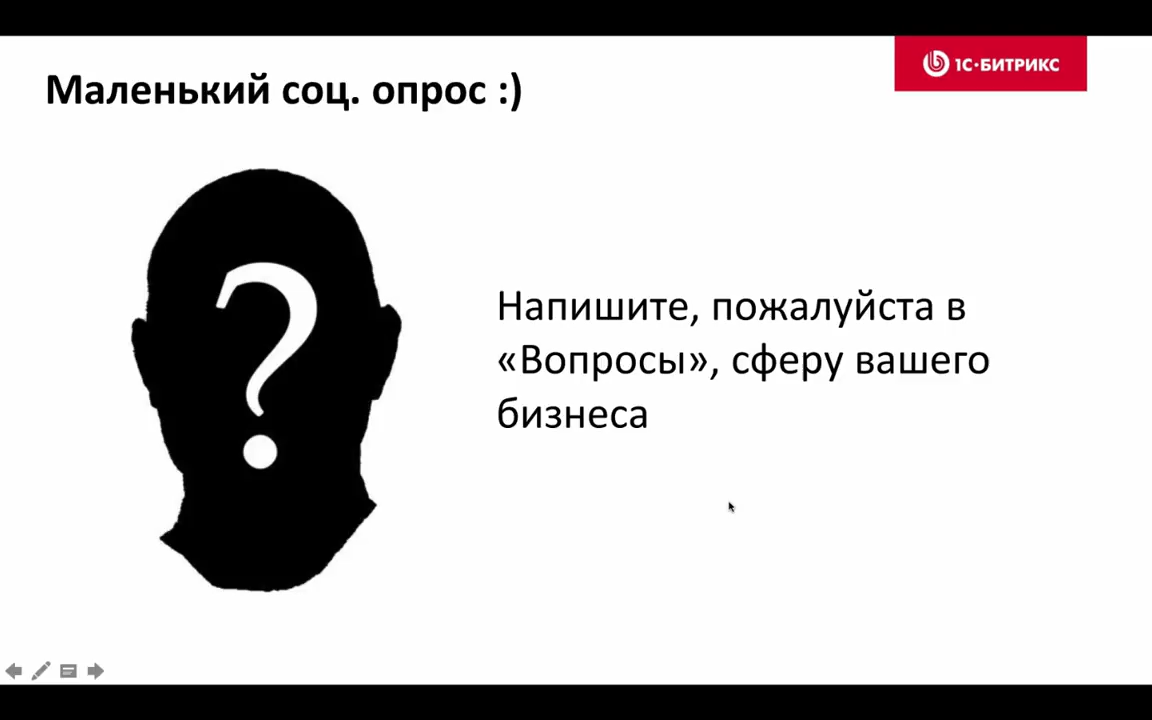 1С·БИТРИКС
Маленький соц. опрос :)
?
Напишите, пожалуйста в
«Вопросы», сферу вашего
бизнеса